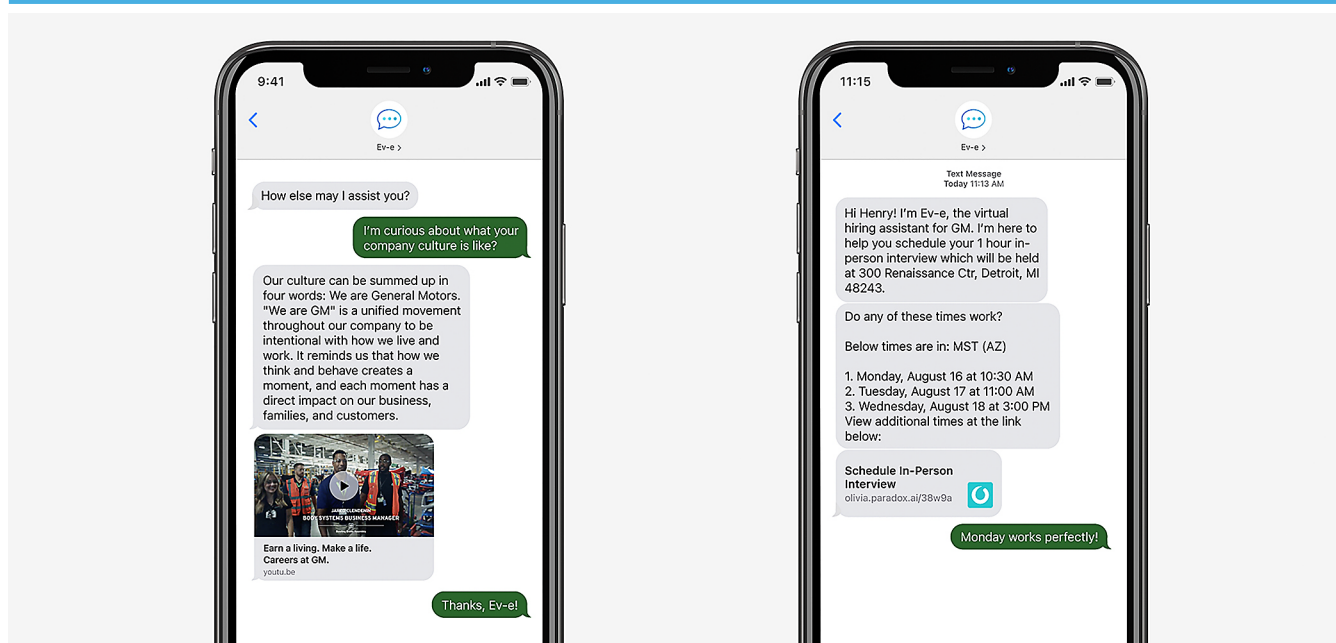 9:41
Ev-e >
How else may I assist you?
I'm curious about what your
company culture is like?
Our culture can be summed up in
four words: We are General Motors.
"We are GM" is a unified movement
throughout our company to be
intentional with how we live and
work. It reminds us that how we
think and behave creates a
moment, and each moment has a
direct impact on our business,
families, and customers.
BODY SYSTEMS BUSINESS MANAGER
Earn a living. Make a life.
Careers at GM.
youtu.be
Thanks, Ev-e!
11:15
Ev-e >
Text Message
Today 11:13 AM
Hi Henry! I'm Ev-e, the virtual
hiring assistant for GM. I'm here to
help you schedule your 1 hour in-
person interview which will be held
at 300 Renaissance Ctr, Detroit, MI
48243.
Do any of these times work?
Below times are in: MST (AZ)
1. Monday, August 16 at 10:30 AM
2. Tuesday, August 17 at 11:00 AM
3. Wednesday, August 18 at 3:00 PM
View additional times at the link
below:
Schedule In-Person
Interview
olivia.paradox.ai/38w9a
Monday works perfectly!